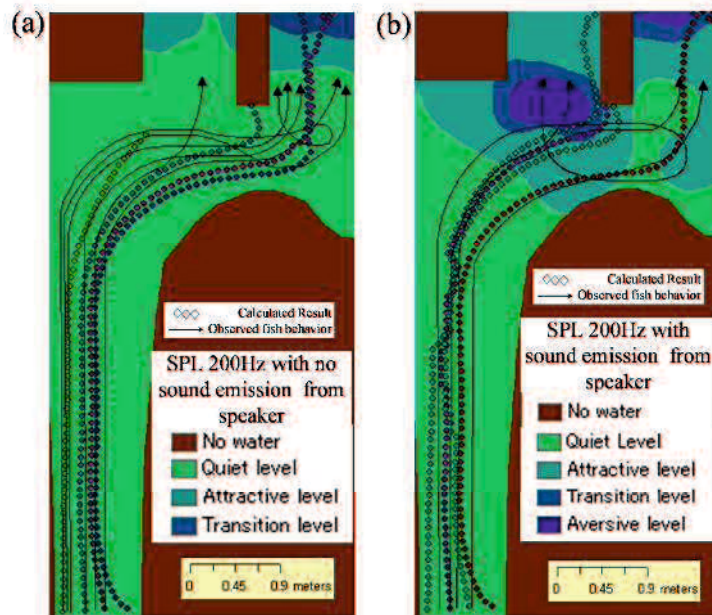 (a)
Calculated Result
Observed fish behavior
SPL 200Hz with no
sound emission from
speaker
No water
Quiet level
Attractive level
Transition level
0 0.45 0.9 meters
(b)
Calculated Result
Observed fish behavior
SPL 200Hz with
sound emission from
speaker
No water
Quiet Level
Attractive level
Transition level
Aversive level
0 0.45 0.9 meters